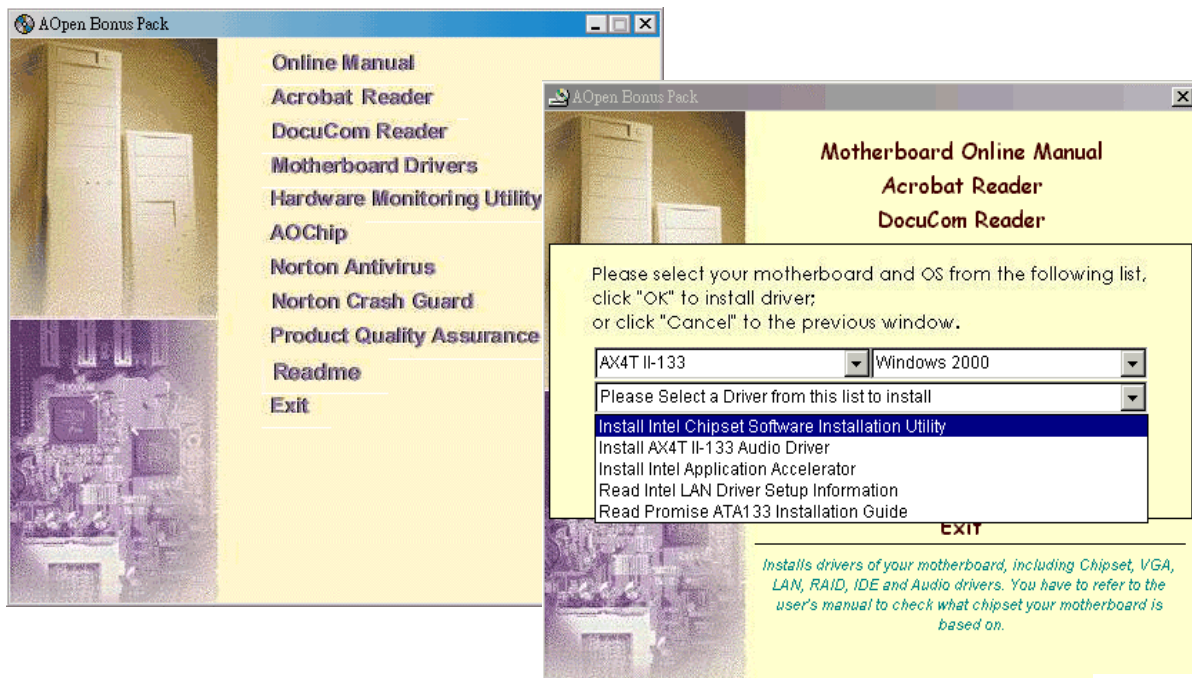 AOpen Bonus Pack
Online Manual
Acrobat Reader
DocuCom Reader
Motherboard Drivers
Hardware Monitoring Utility
AOChip
Norton Antivirus
Norton Crash Guard
Product Quality Assurance
Readme
Exit
AOpen Bonus Pack
Motherboard Online Manual
Acrobat Reader
DocuCom Reader
Please select your motherboard and OS from the following list,
click "OK" to install driver;
or click "Cancel" to the previous window.
AX4T II-133 Windows 2000
Please Select a Driver from this list to install
Install Intel Chipset Software Installation Utility
Install AX4T II-133 Audio Driver
Install Intel Application Accelerator
Read Intel LAN Driver Setup Information
Read Promise ATA133 Installation Guide
Exit
Installs drivers of your motherboard, including Chipset, VGA,
LAN, RAID, IDE and Audio drivers. You have to refer to the
user's manual to check what chipset your motherboard is
based on.